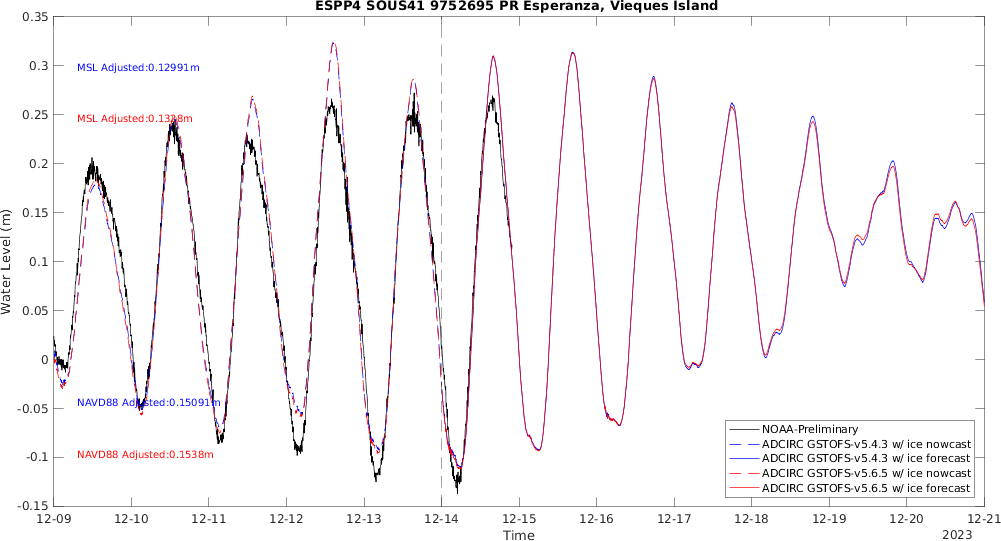 ESPP4 SOUS41 9752695 PR Esperanza, Vieques Island
0.35
0.3
0.25
0.2
0.15
0.1
0.05
0
-0.05
-0.1
-0.15
Water Level (m)
MSL Adjusted:0.12991m
MSL Adjusted:0.1328m
NAVD88 Adjusted:0.15091m
NAVD88 Adjusted:0.1538m
NOAA-Preliminary
ADCIRC GSTOFS-v5.4.3 w/ ice nowcast
ADCIRC GSTOFS-v5.4.3 w/ ice forecast
ADCIRC GSTOFS-v5.6.5 w/ ice nowcast
ADCIRC GSTOFS-v5.6.5 w/ ice forecast
12-09 12-10 12-11 12-12 12-13 12-14 12-15 12-16 12-17 12-18 12-19 12-20 12-21
Time
2023